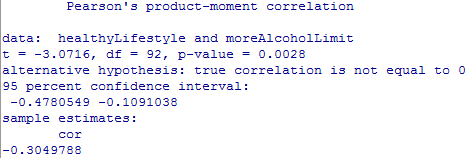 Pearson's product-moment correlation
data:  healthyLifestyle and moreAlcoholLimit
t = -3.0716, df = 92, p-value = 0.0028
alternative hypothesis: true correlation is not equal to 0
95 percent confidence interval:
-0.4780549 -0.1091038
sample estimates:
cor
-0.3049788